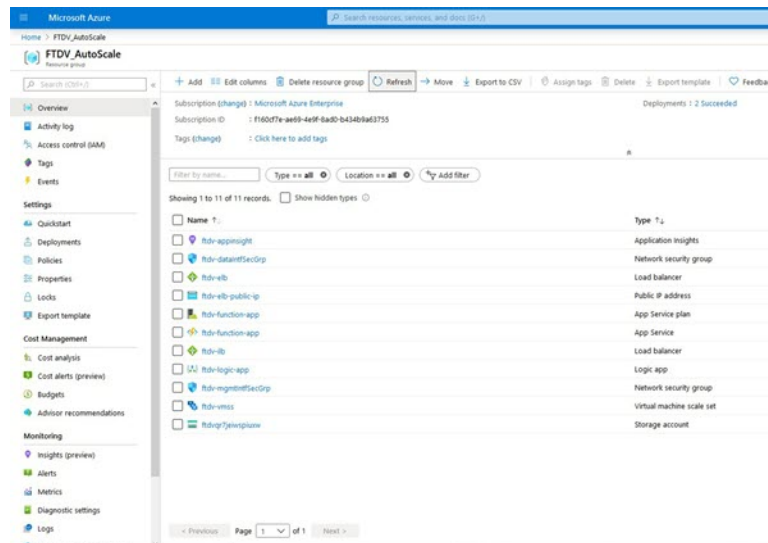 Microsoft Azure
Search resources, services, and docs (G+/)
Home > FTDV_AutoScale
FTDV_AutoScale
Resource group
Search (Ctrl+/)
«
Add
Edit columns
Delete resource group
Refresh
Move
Export to CSV
Assign tags
Delete
Export template
Feedba
Overview
Activity log
Access control (IAM)
Tags
Events
Settings
Quickstart
Deployments
Policies
Properties
Locks
Export template
Cost Management
Cost analysis
Cost alerts (preview)
Budgets
Advisor recommendations
Monitoring
Insights (preview)
Alerts
Metrics
Diagnostic settings
Logs
Subscription (change) : Microsoft Azure Enterprise
Deployments : 2 Succeeded
Subscription ID : f160cf7e-ae69-4e9f-8ad0-b434b9a63755
Tags (change) : Click here to add tags
Filter by name...
Type == all
Location == all
Add filter
Showing 1 to 11 of 11 records.
Show hidden types
Name ↑
Type ↑↓
ftdv-appinsight Application Insights
ftdv-dataIntfSecGrp Network security group
ftdv-elb Load balancer
ftdv-elb-public-ip Public IP address
ftdv-function-app App Service plan
ftdv-function-app App Service
ftdv-ilb Load balancer
ftdv-logic-app Logic app
ftdv-mgmtIntfSecGrp Network security group
ftdv-vmss Virtual machine scale set
Storage account
< Previous Page 1 of 1 Next >